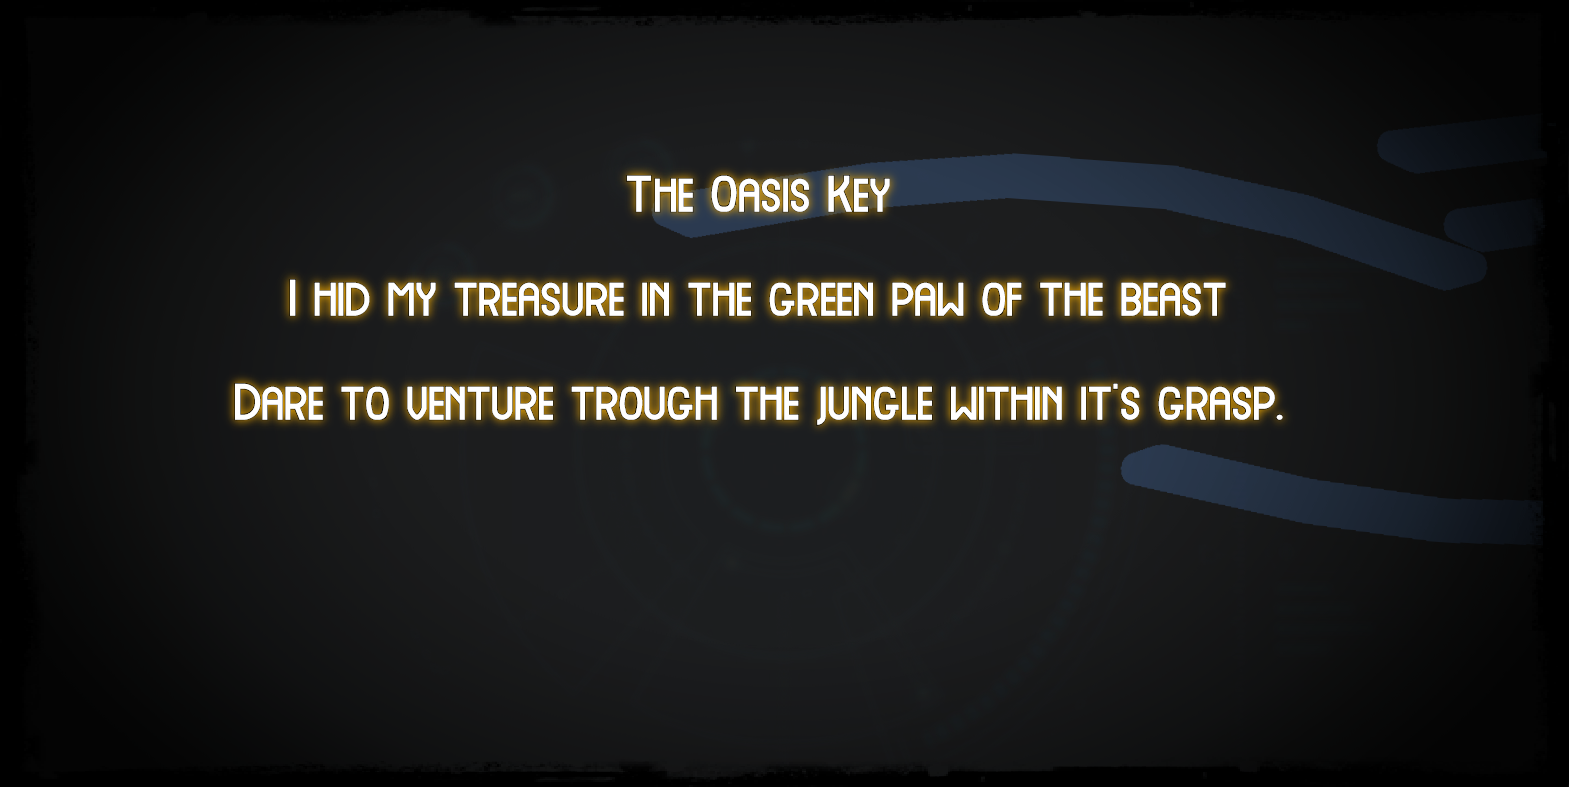 The Oasis Key
I hid my treasure in the green paw of the beast
Dare to venture trough the jungle within it's grasp.